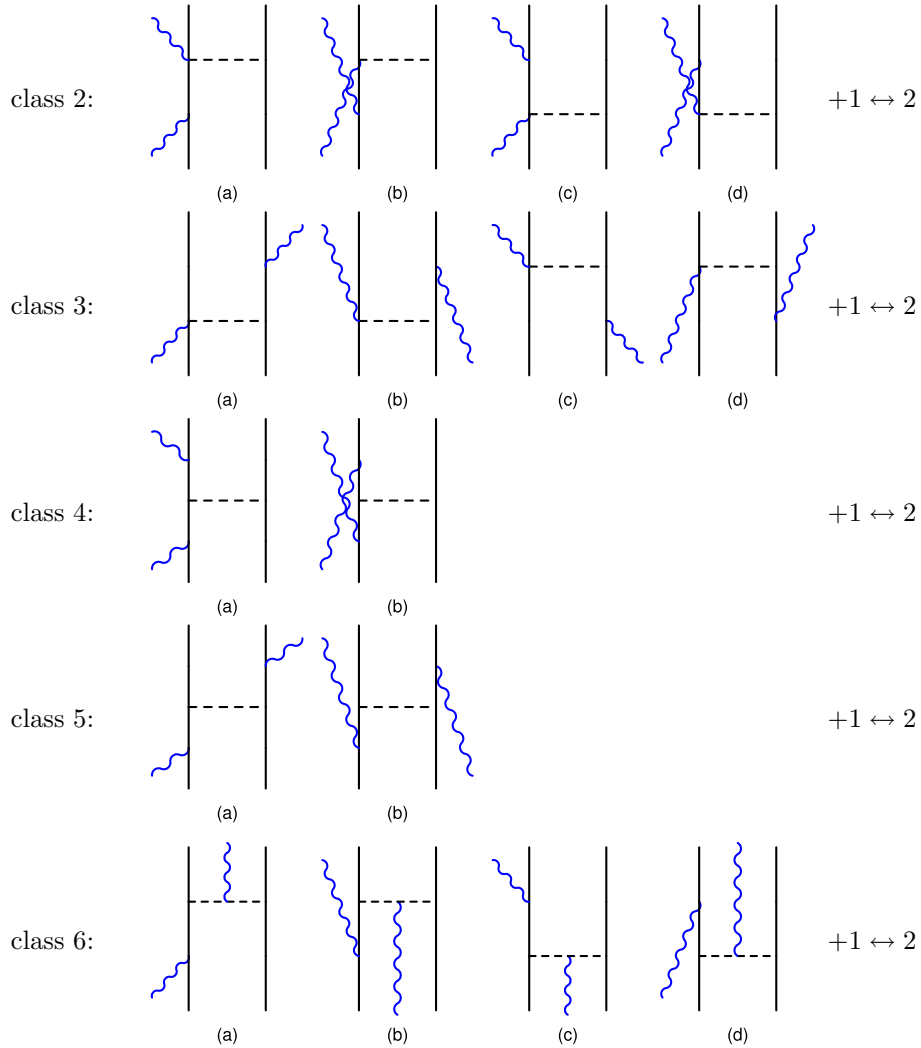 class 2: +1 ↔ 2
(a) (b) (c) (d)
class 3: +1 ↔ 2
(a) (b) (c) (d)
class 4: +1 ↔ 2
(a) (b)
class 5: +1 ↔ 2
(a) (b)
class 6: +1 ↔ 2
(a) (b) (c) (d)